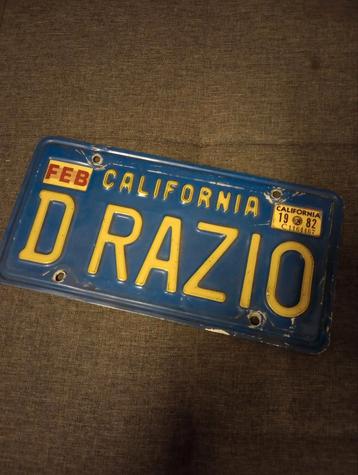 FEB
CALIFORNIA
CALIFORNIA
19 82
D RAZIO